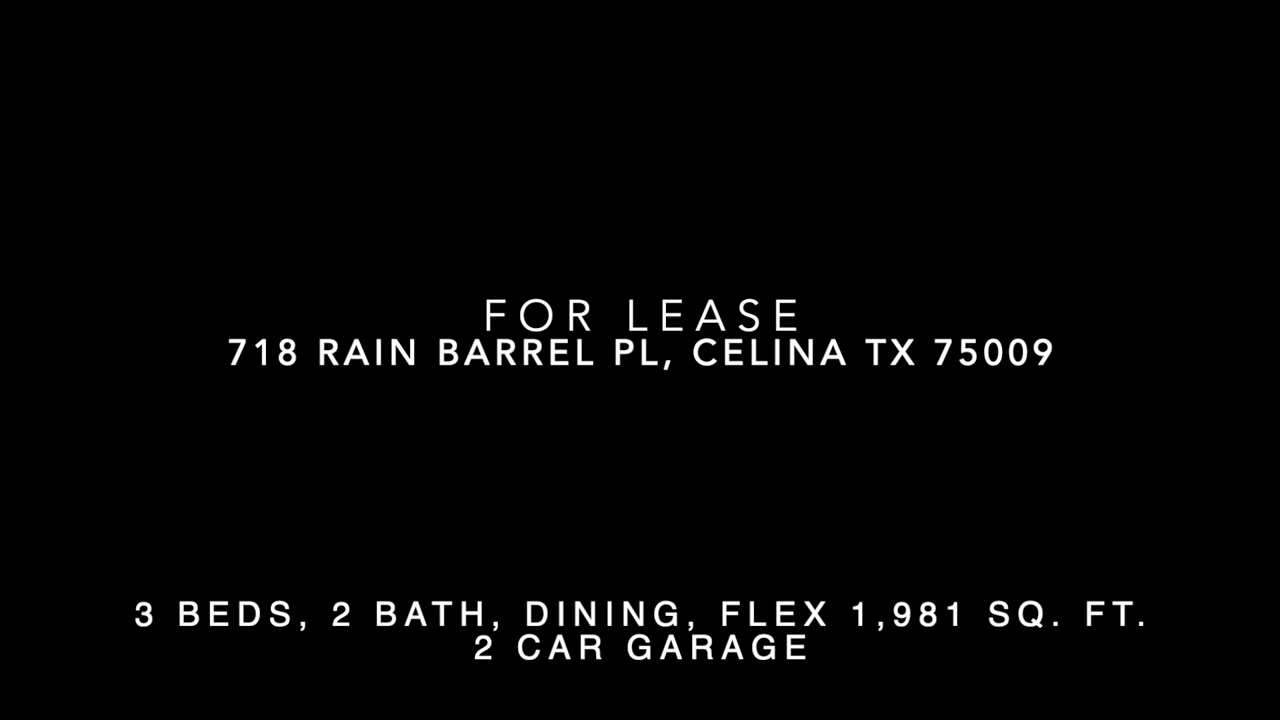 FOR LEASE
718 RAIN BARREL PL, CELINA TX 75009
3 BEDS, 2 BATH, DINING, FLEX 1,981 SQ. FT.
2 CAR GARAGE